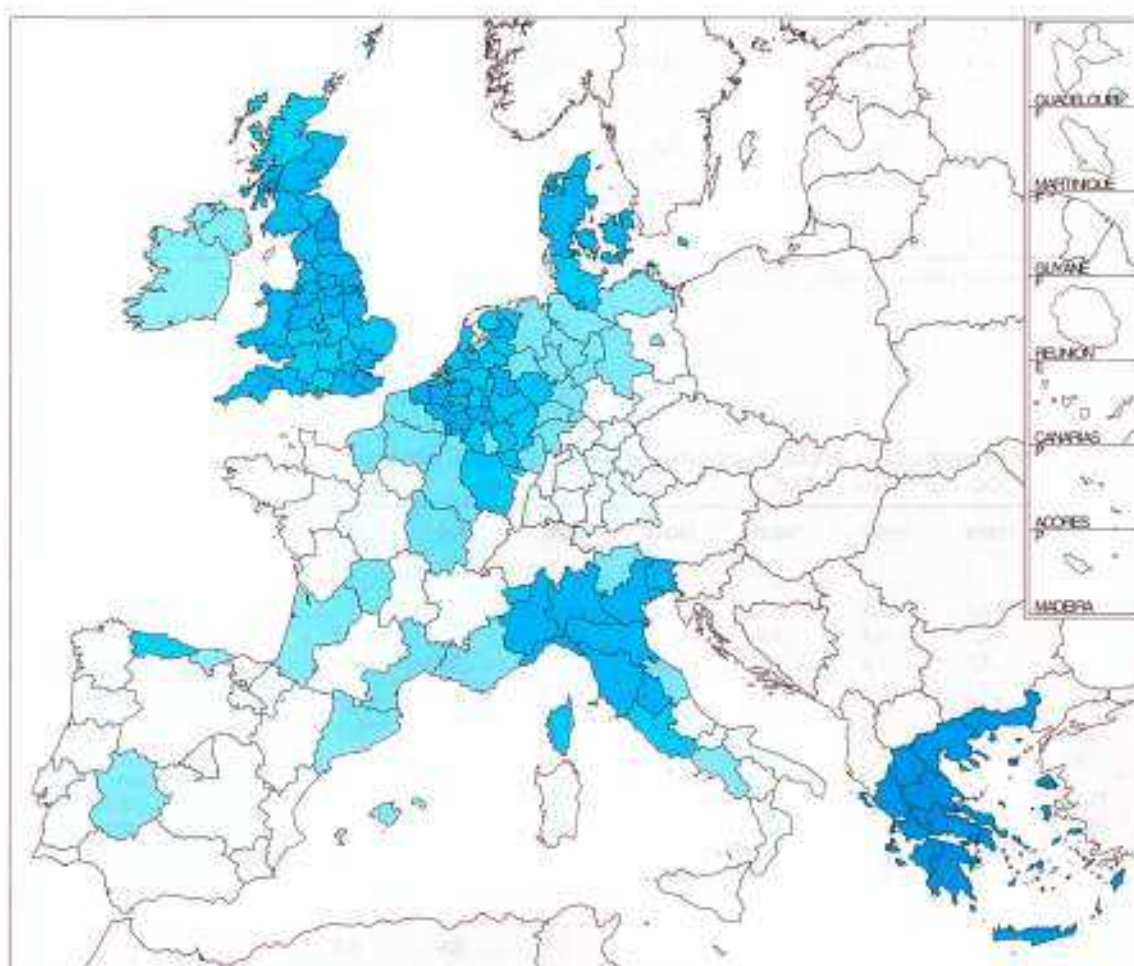 F
GUADELOUPE
F
MARTINIQUE
F
GUYANE
F
REUNION
E
CANARIAS
P
ACORES
P
MADEIRA